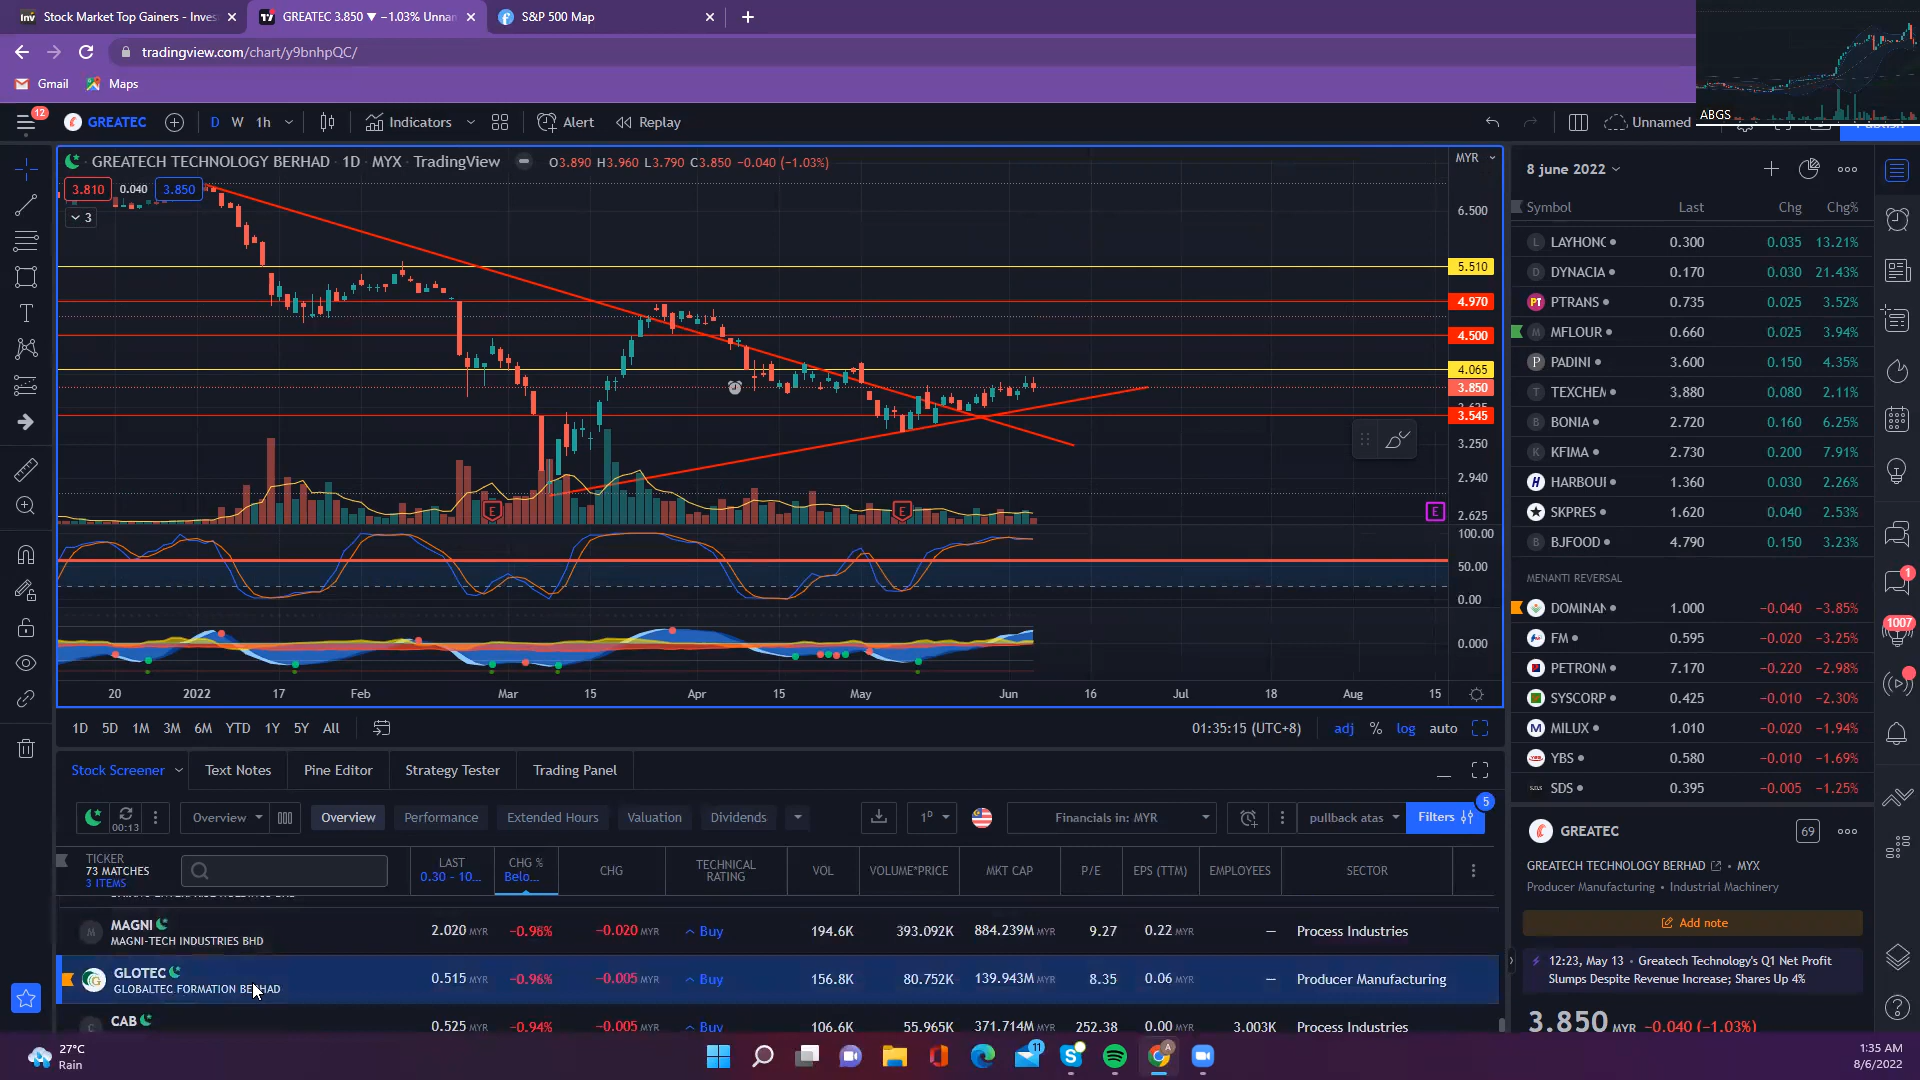 Stock Market Top Gainers - Inves
GREATEC 3.850 ▼ −1.03% Unnan
S&P 500 Map
tradingview.com/chart/y9bnhpQC/
Gmail
Maps
ABGS
12
GREATEC
D W 1h
Indicators
Alert
Replay
Unnamed
GREATECH TECHNOLOGY BERHAD · 1D · MYX · TradingView
O3.890 H3.960 L3.790 C3.850 −0.040 (−1.03%)
MYR
3.810 0.040 3.850
3
6.500
5.510
4.970
4.500
4.065
3.850
3.545
3.250
2.940
2.625
100.00
50.00
0.00
0.000
E
E
E
20 2022 17 Feb Mar 15 Apr 15 May Jun 16 Jul 18 Aug 15
1D 5D 1M 3M 6M YTD 1Y 5Y All
01:35:15 (UTC+8)
adj % log auto
Stock Screener
Text Notes
Pine Editor
Strategy Tester
Trading Panel
00:13
Overview
Overview
Performance
Extended Hours
Valuation
Dividends
1D
Financials in: MYR
pullback atas
Filters
5
TICKER
73 MATCHES
3 ITEMS
LAST
0.30 - 10...
CHG %
Belo...
CHG
TECHNICAL
RATING
VOL
VOLUME*PRICE
MKT CAP
P/E
EPS (TTM)
EMPLOYEES
SECTOR
M MAGNI 2.020 MYR −0.98% −0.020 MYR Buy 194.6K 393.092K 884.239M MYR 9.27 0.22 MYR — Process Industries
MAGNI-TECH INDUSTRIES BHD
GLOTEC 0.515 MYR −0.96% −0.005 MYR Buy 156.8K 80.752K 139.943M MYR 8.35 0.06 MYR — Producer Manufacturing
GLOBALTEC FORMATION BERHAD
C CAB 0.525 MYR −0.94% −0.005 MYR Buy 106.6K 55.965K 371.714M MYR 252.38 0.00 MYR 3.003K Process Industries
8 june 2022
Symbol Last Chg Chg%
L LAYHONG 0.300 0.035 13.21%
D DYNACIA 0.170 0.030 21.43%
PT PTRANS 0.735 0.025 3.52%
M MFLOUR 0.660 0.025 3.94%
P PADINI 3.600 0.150 4.35%
T TEXCHEM 3.880 0.080 2.11%
B BONIA 2.720 0.160 6.25%
K KFIMA 2.730 0.200 7.91%
H HARBOUR 1.360 0.030 2.26%
SKPRES 1.620 0.040 2.53%
B BJFOOD 4.790 0.150 3.23%
MENANTI REVERSAL
DOMINAN 1.000 −0.040 −3.85%
FM 0.595 −0.020 −3.25%
PETRONM 7.170 −0.220 −2.98%
SYSCORP 0.425 −0.010 −2.30%
M MILUX 1.010 −0.020 −1.94%
YBS 0.580 −0.010 −1.69%
SDS 0.395 −0.005 −1.25%
GREATEC
69
GREATECH TECHNOLOGY BERHAD · MYX
Producer Manufacturing · Industrial Machinery
Add note
12:23, May 13 · Greatech Technology's Q1 Net Profit
Slumps Despite Revenue Increase; Shares Up 4%
3.850 MYR −0.040 (−1.03%)
1
1007
27°C
Rain
11
A
1:35 AM
8/6/2022